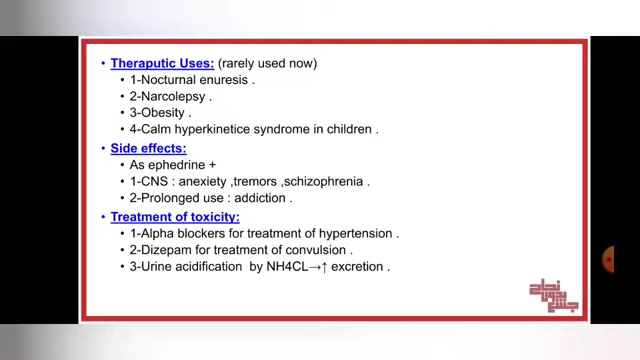 Theraputic Uses: (rarely used now)
1-Nocturnal enuresis .
2-Narcolepsy .
3-Obesity .
4-Calm hyperkinetice syndrome in children .
Side effects:
As ephedrine +
1-CNS : anexiety ,tremors ,schizophrenia .
2-Prolonged use : addiction .
Treatment of toxicity:
1-Alpha blockers for treatment of hypertension .
2-Dizepam for treatment of convulsion .
3-Urine acidification by NH4CL→↑ excretion .